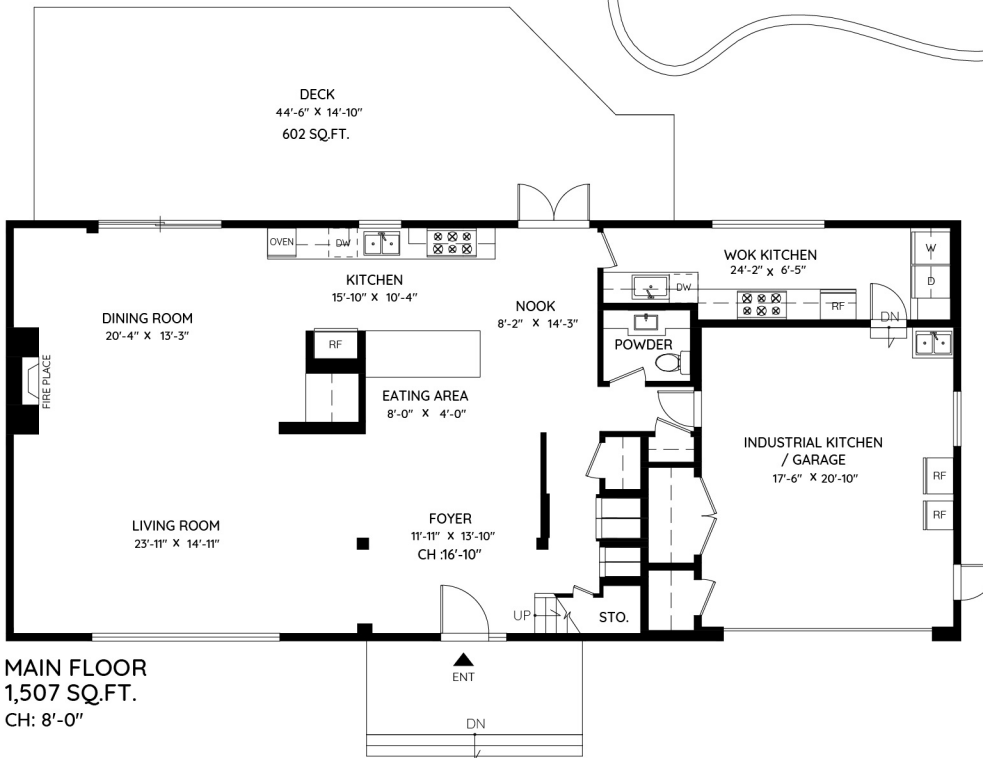 DECK
44'-6" X 14'-10"
602 SQ.FT.
OVEN
DW
KITCHEN
15'-10" X 10'-4"
NOOK
8'-2" X 14'-3"
WOK KITCHEN
24'-2" X 6'-5"
W
D
DW
RF
DN
DINING ROOM
20'-4" X 13'-3"
RF
POWDER
FIRE PLACE
EATING AREA
8'-0" X 4'-0"
INDUSTRIAL KITCHEN
/ GARAGE
17'-6" X 20'-10"
RF
RF
LIVING ROOM
23'-11" X 14'-11"
FOYER
11'-11" X 13'-10"
CH :16'-10"
UP
STO.
ENT
DN
MAIN FLOOR
1,507 SQ.FT.
CH: 8'-0"